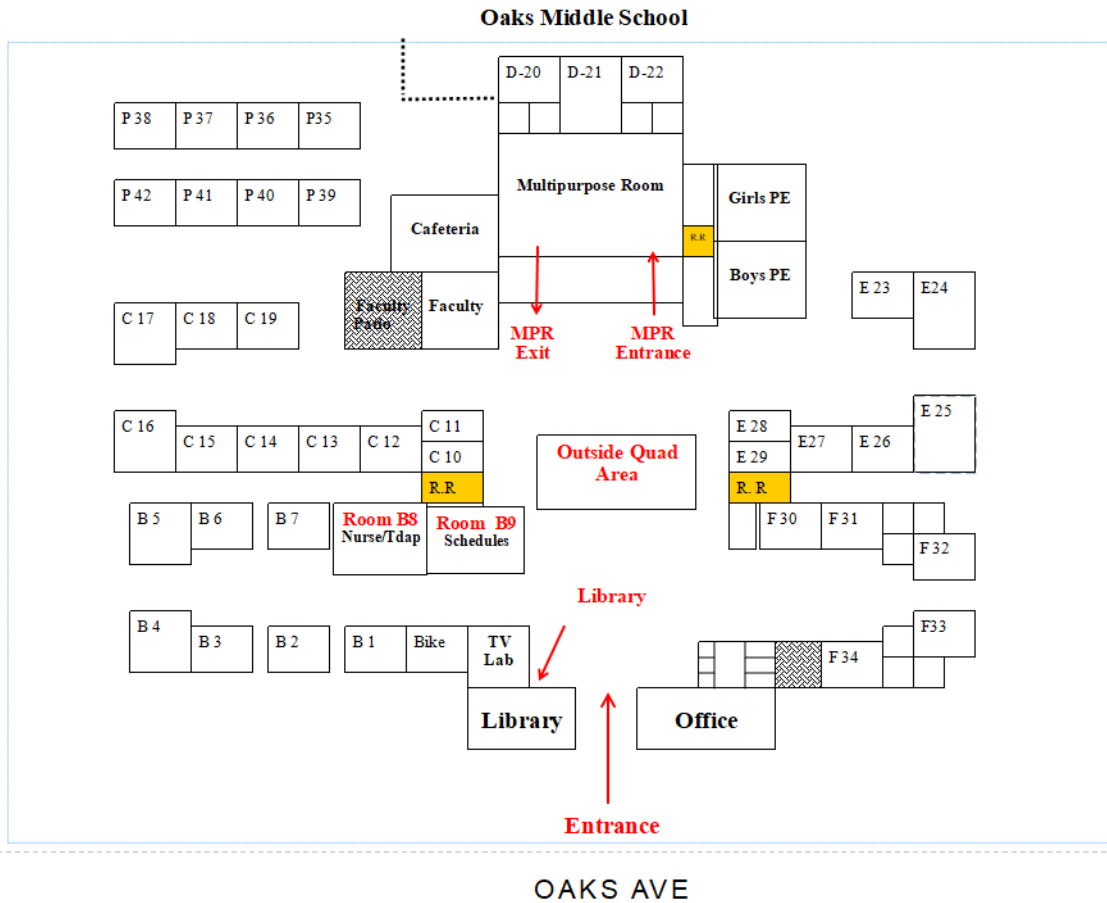 Oaks Middle School
D-20
D-21
D-22
P 38
P 37
P 36
P35
P 42
P 41
P 40
P 39
Multipurpose Room
Girls PE
Cafeteria
R.R
Boys PE
Faculty
Patio
Faculty
E 23
E24
C 17
C 18
C 19
MPR
Exit
MPR
Entrance
C 16
C 15
C 14
C 13
C 12
C 11
C 10
R.R
Outside Quad
Area
E 28
E 29
R. R
E27
E 26
E 25
B 5
B 6
B 7
Room B8
Nurse/Tdap
Room B9
Schedules
F 30
F 31
F 32
Library
B 4
B 3
B 2
B 1
Bike
TV
Lab
F 34
F33
Library
Office
Entrance
OAKS AVE